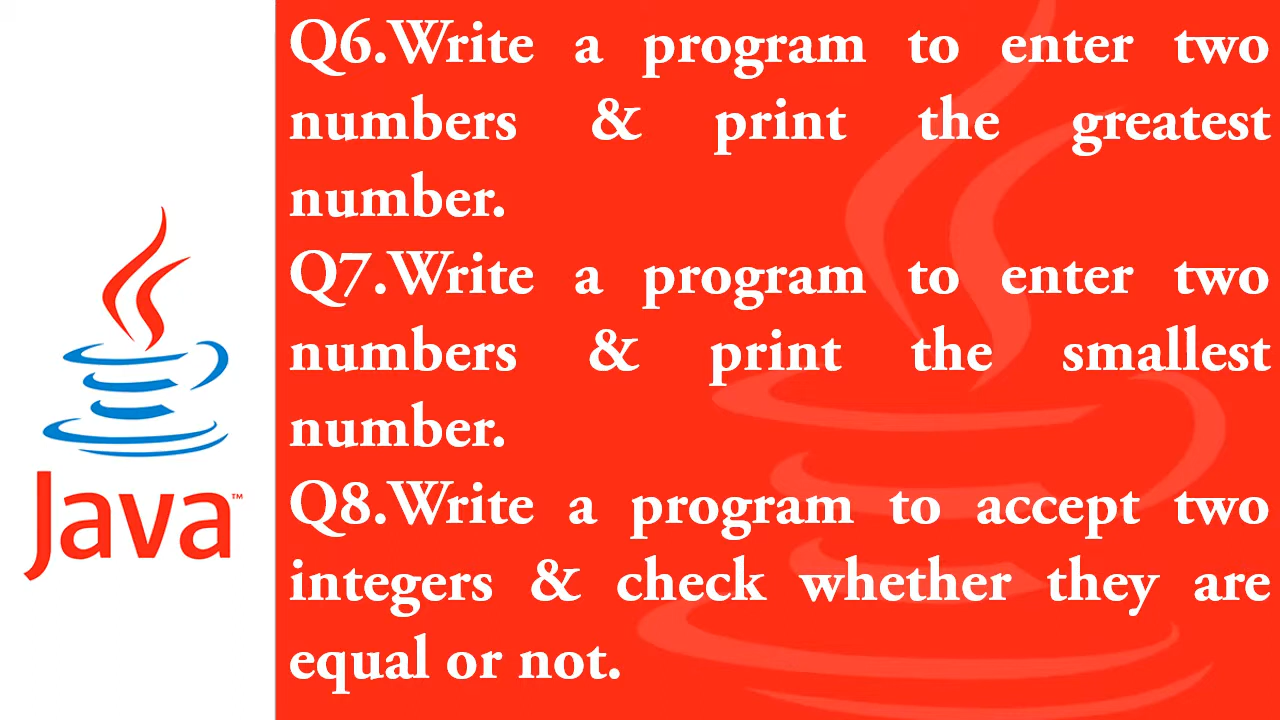 Q6.Write a program to enter two
numbers & print the greatest
number.
Q7.Write a program to enter two
numbers & print the smallest
number.
Q8.Write a program to accept two
integers & check whether they are
equal or not.
Java™